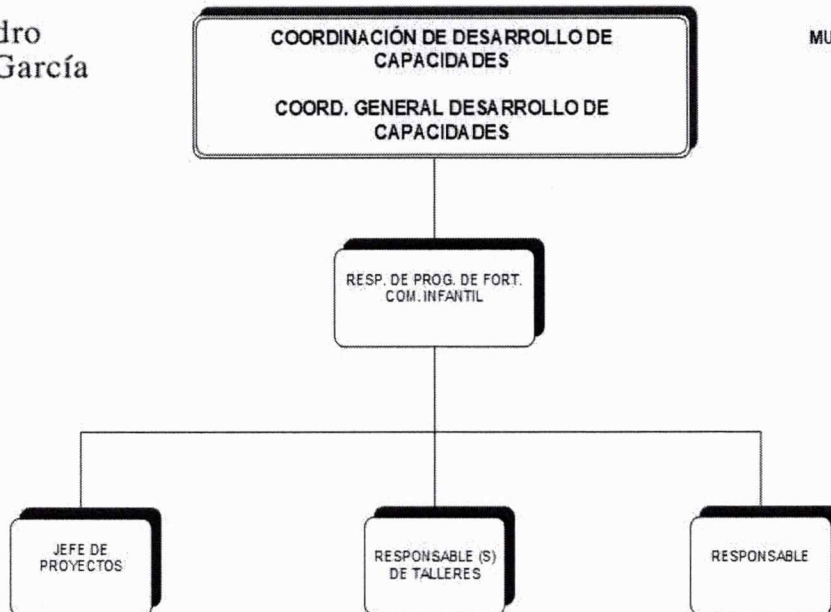 García
COORDINACIÓN DE DESARROLLO DE
CAPACIDADES
COORD. GENERAL DESARROLLO DE
CAPACIDADES
RESP. DE PROG. DE FORT.
COM. INFANTIL
JEFE DE
PROYECTOS
RESPONSABLE (S)
DE TALLERES
RESPONSABLE